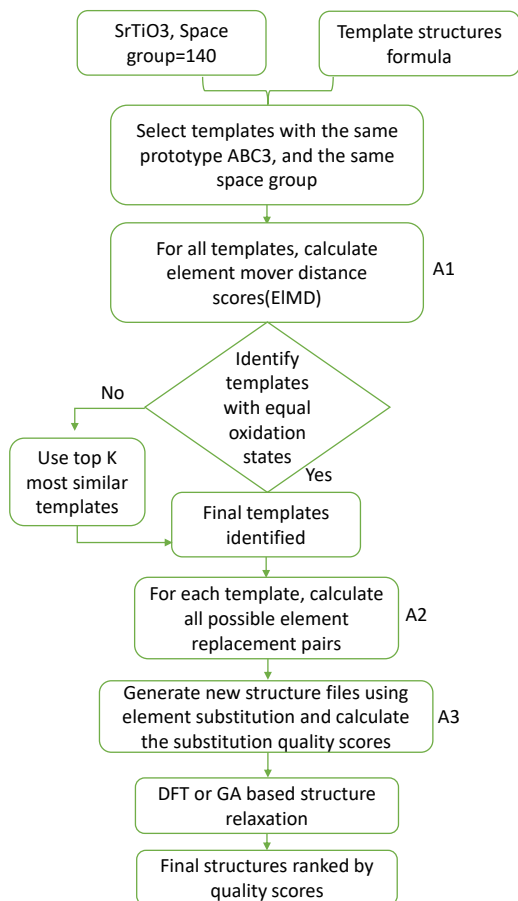 SrTiO3, Space
group=140
Template structures
formula
Select templates with the same
prototype ABC3, and the same
space group
For all templates, calculate
element mover distance
scores(ElMD)
A1
Identify
templates
with equal
oxidation
states
No
Yes
Use top K
most similar
templates
Final templates
identified
For each template, calculate
all possible element
replacement pairs
A2
Generate new structure files using
element substitution and calculate
the substitution quality scores
A3
DFT or GA based structure
relaxation
Final structures ranked by
quality scores